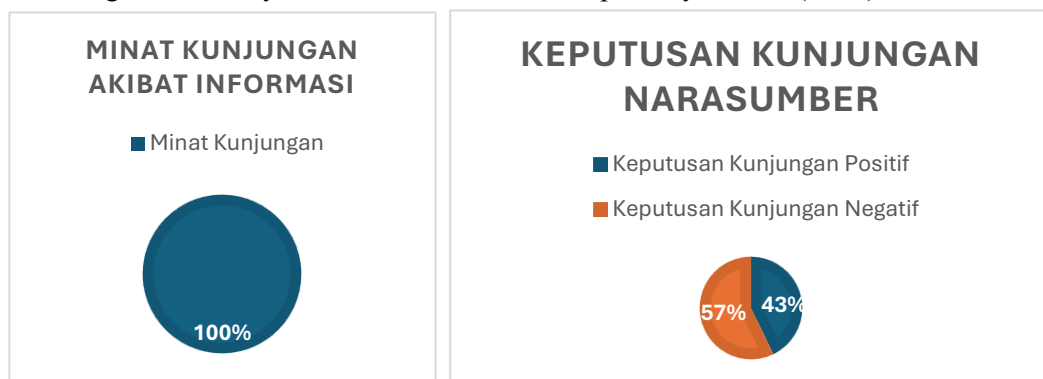 MINAT KUNJUNGAN
AKIBAT INFORMASI
Minat Kunjungan
100%
KEPUTUSAN KUNJUNGAN
NARASUMBER
Keputusan Kunjungan Positif
Keputusan Kunjungan Negatif
57% 43%